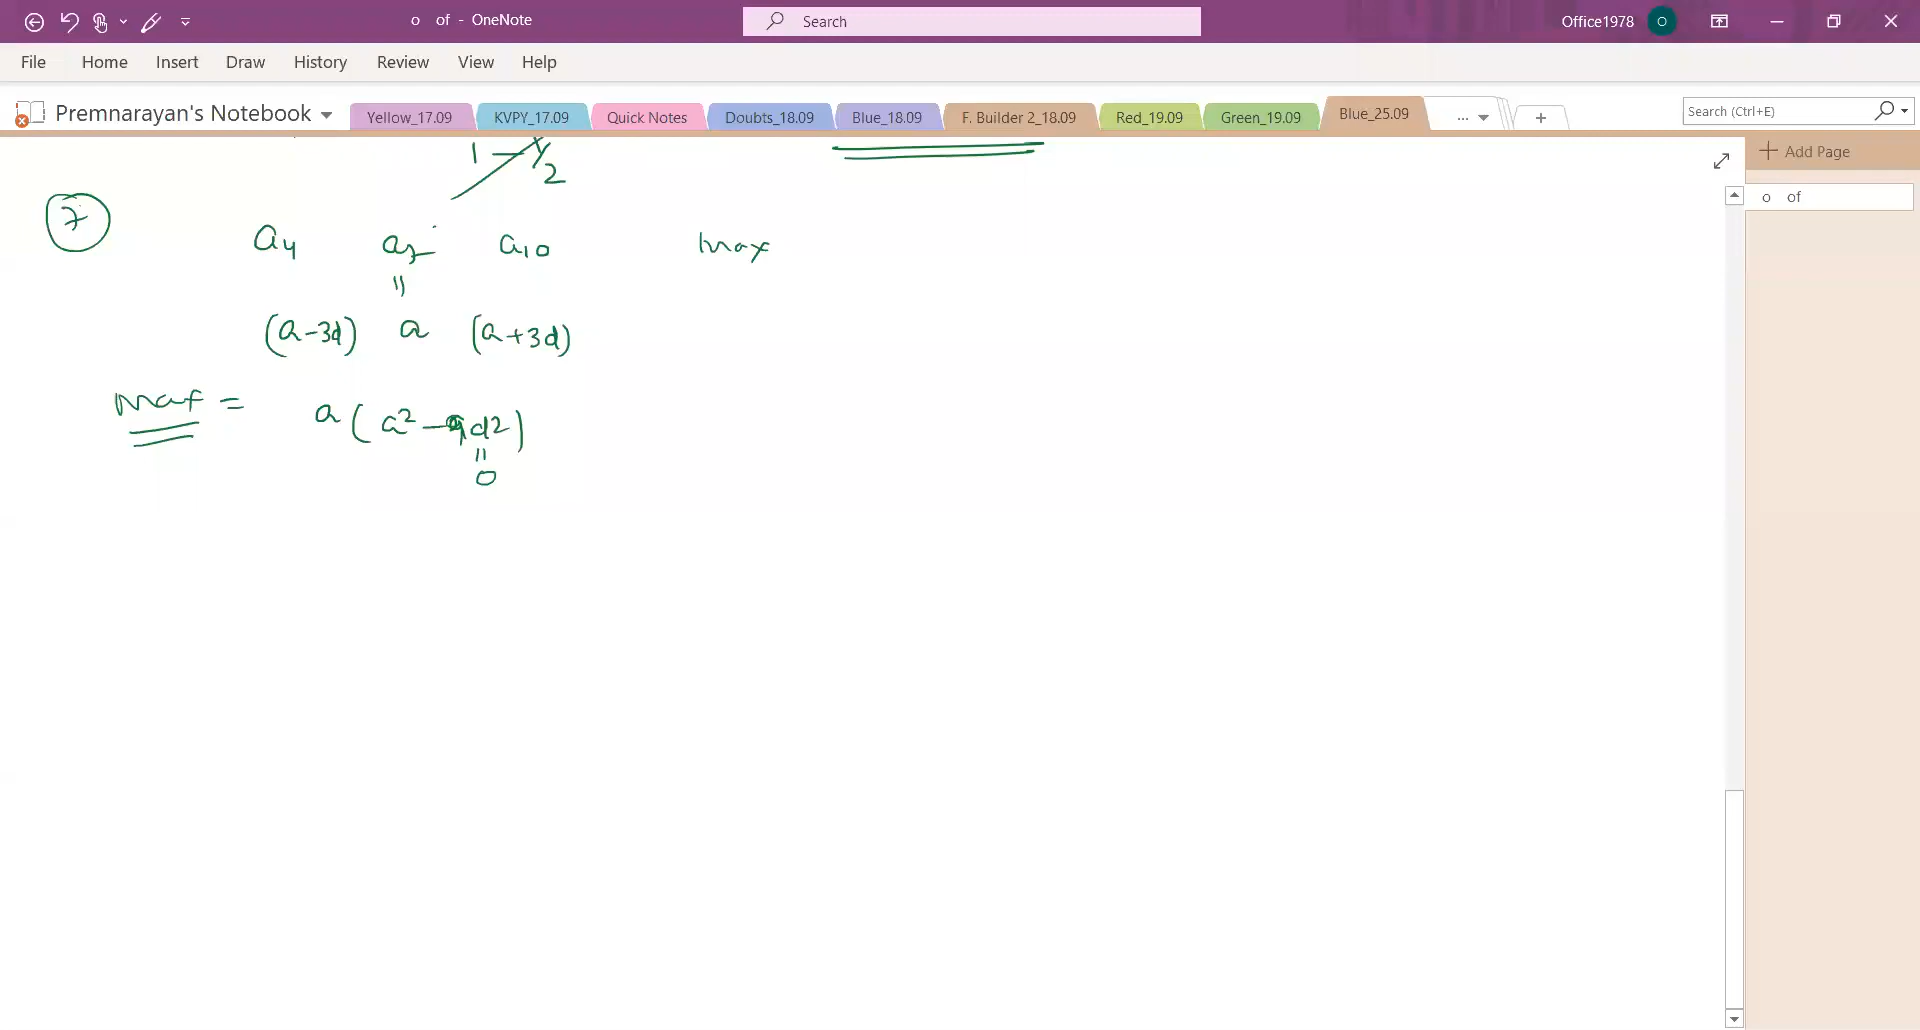 o of - OneNote
Search
Office1978
O
File Home Insert Draw History Review View Help
Premnarayan's Notebook
Yellow_17.09
KVPY_17.09
Quick Notes
Doubts_18.09
Blue_18.09
F. Builder 2_18.09
Red_19.09
Green_19.09
Blue_25.09
...
+
Search (Ctrl+E)
+ Add Page
o of
1 –
2
7
a4 a7 a10 max
=
(a-3d) a (a+3d)
= a(a² - 9d2)
=
0